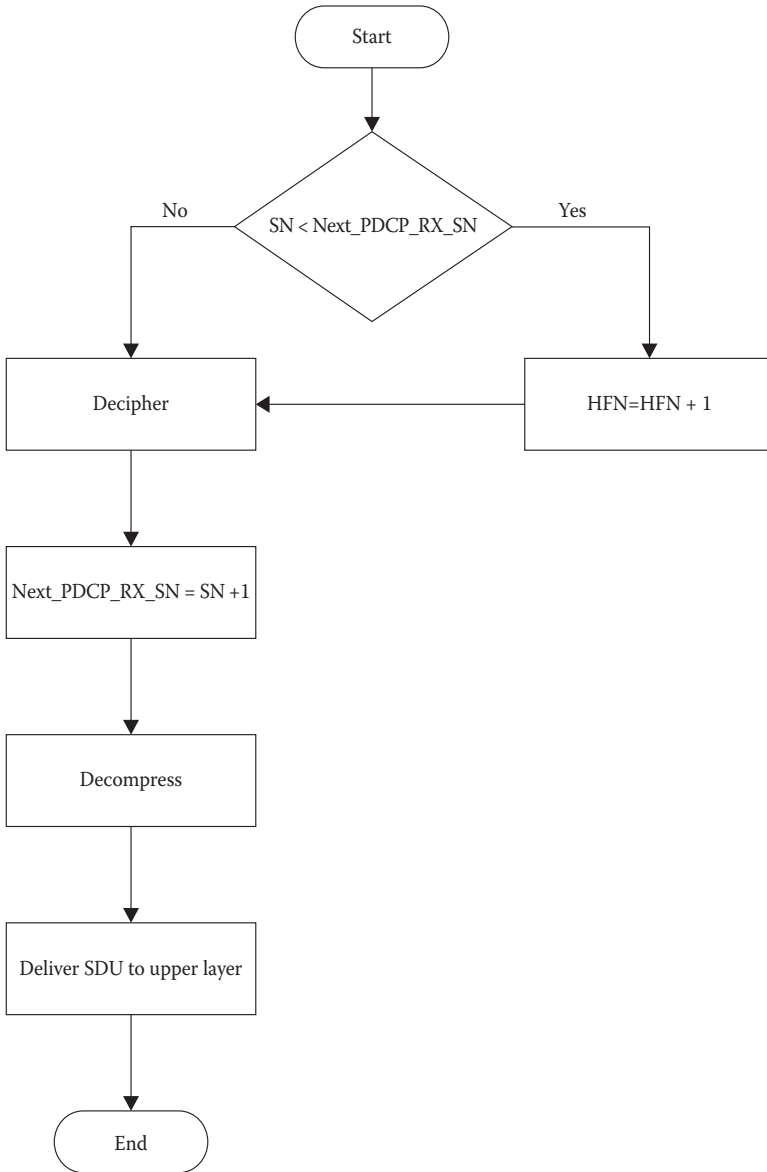 Start
SN < Next_PDCP_RX_SN
No
Yes
Decipher
HFN=HFN + 1
Next_PDCP_RX_SN = SN +1
Decompress
Deliver SDU to upper layer
End